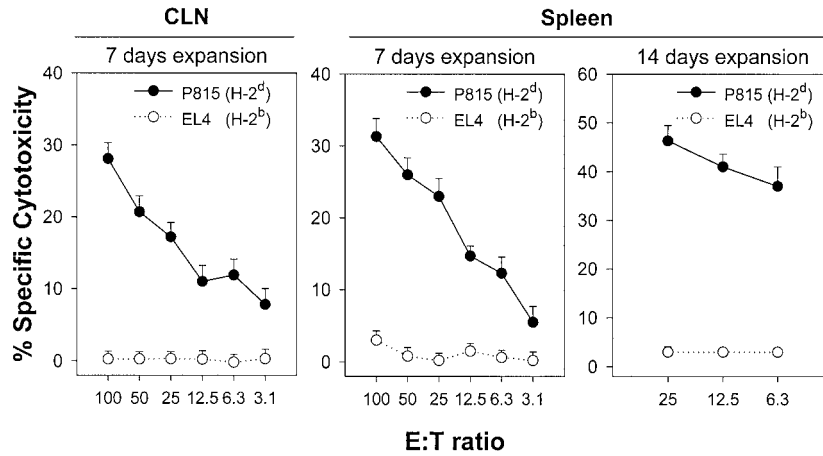 CLN
Spleen
7 days expansion
7 days expansion
14 days expansion
% Specific Cytotoxicity
40
30
20
10
0
P815 (H-2ᵈ)
EL4 (H-2ᵇ)
100 50 25 12.5 6.3 3.1
40
30
20
10
0
P815 (H-2ᵈ)
EL4 (H-2ᵇ)
100 50 25 12.5 6.3 3.1
60
50
40
30
20
10
0
P815 (H-2ᵈ)
EL4 (H-2ᵇ)
25 12.5 6.3
E:T ratio